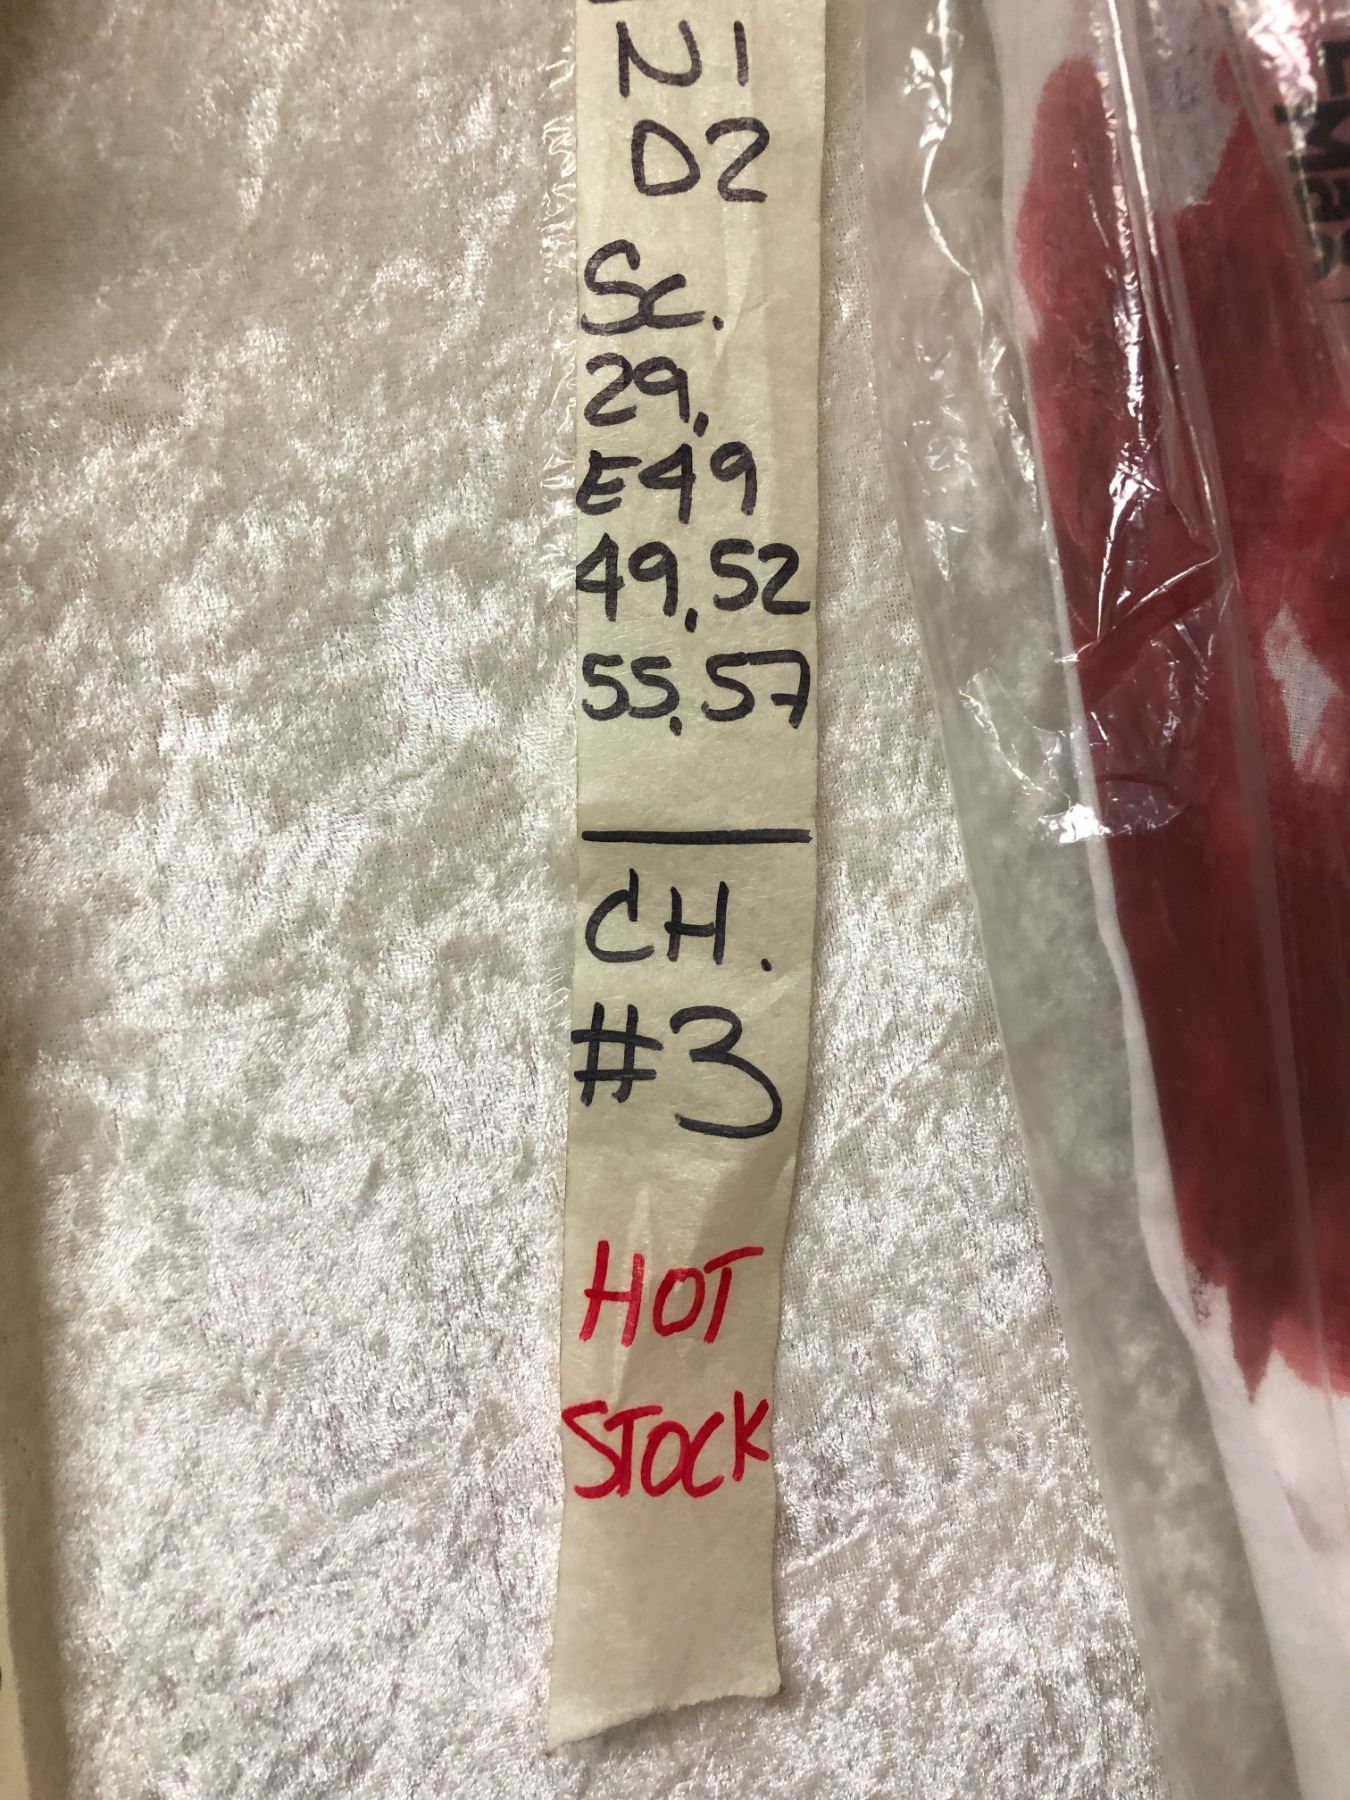 N1
D2
Sc.
29,
E49
49,52
55,57
CH.
#3
HOT
STOCK